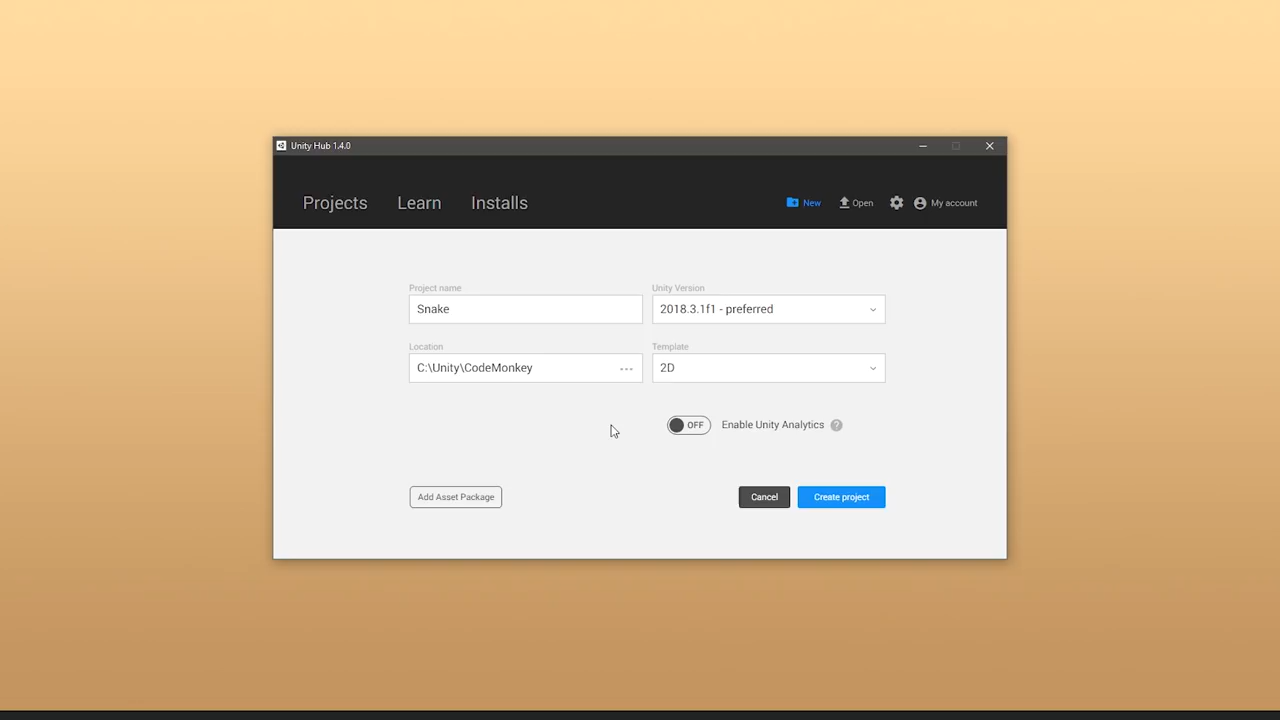 Unity Hub 1.4.0
Projects Learn Installs New Open My account
Project name Unity Version
Snake 2018.3.1f1 - preferred
Location Template
C:\Unity\CodeMonkey ... 2D
OFF Enable Unity Analytics ?
Add Asset Package Cancel Create project